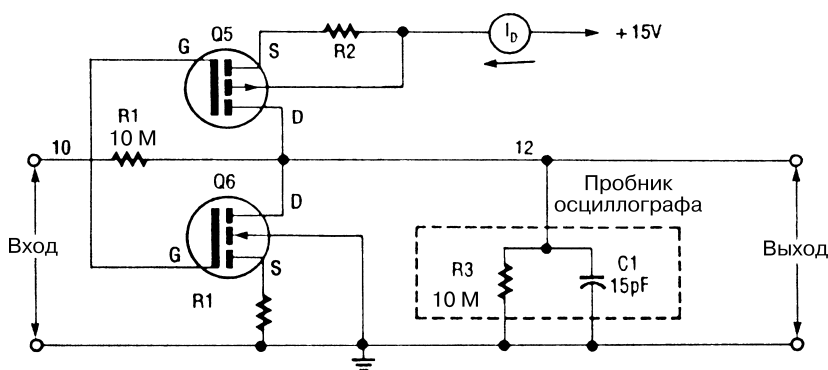 Q5
G
S
R2
I_D
+ 15V
D
R1
10 M
10
12
Q6
D
G
S
R1
Вход
Пробник
осциллографа
R3
10 M
C1
15pF
Выход